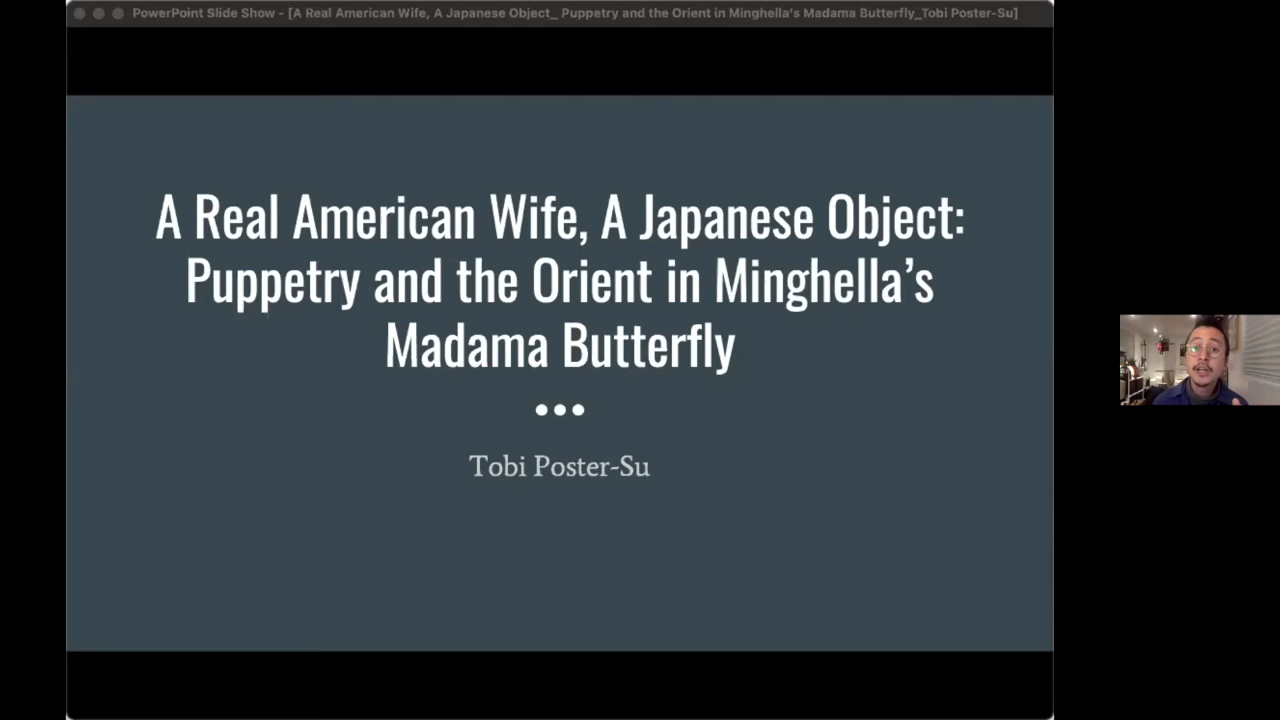 PowerPoint Slide Show - [A Real American Wife, A Japanese Object_ Puppetry and the Orient in Minghella's Madama Butterfly_Tobi Poster-Su]
A Real American Wife, A Japanese Object:
Puppetry and the Orient in Minghella’s
Madama Butterfly
Tobi Poster-Su